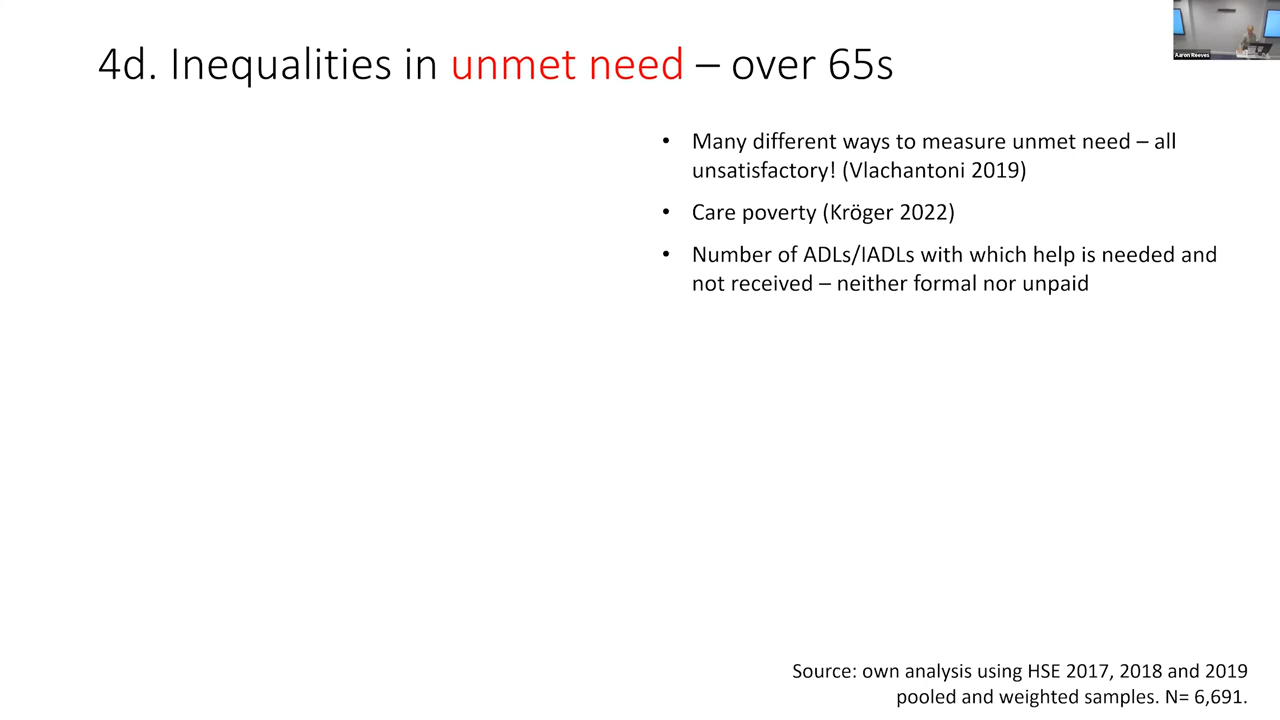 4d. Inequalities in unmet need – over 65s
Aaron Reeves
• Many different ways to measure unmet need – all
unsatisfactory! (Vlachantoni 2019)
• Care poverty (Kröger 2022)
• Number of ADLs/IADLs with which help is needed and
not received – neither formal nor unpaid
Source: own analysis using HSE 2017, 2018 and 2019
pooled and weighted samples. N= 6,691.